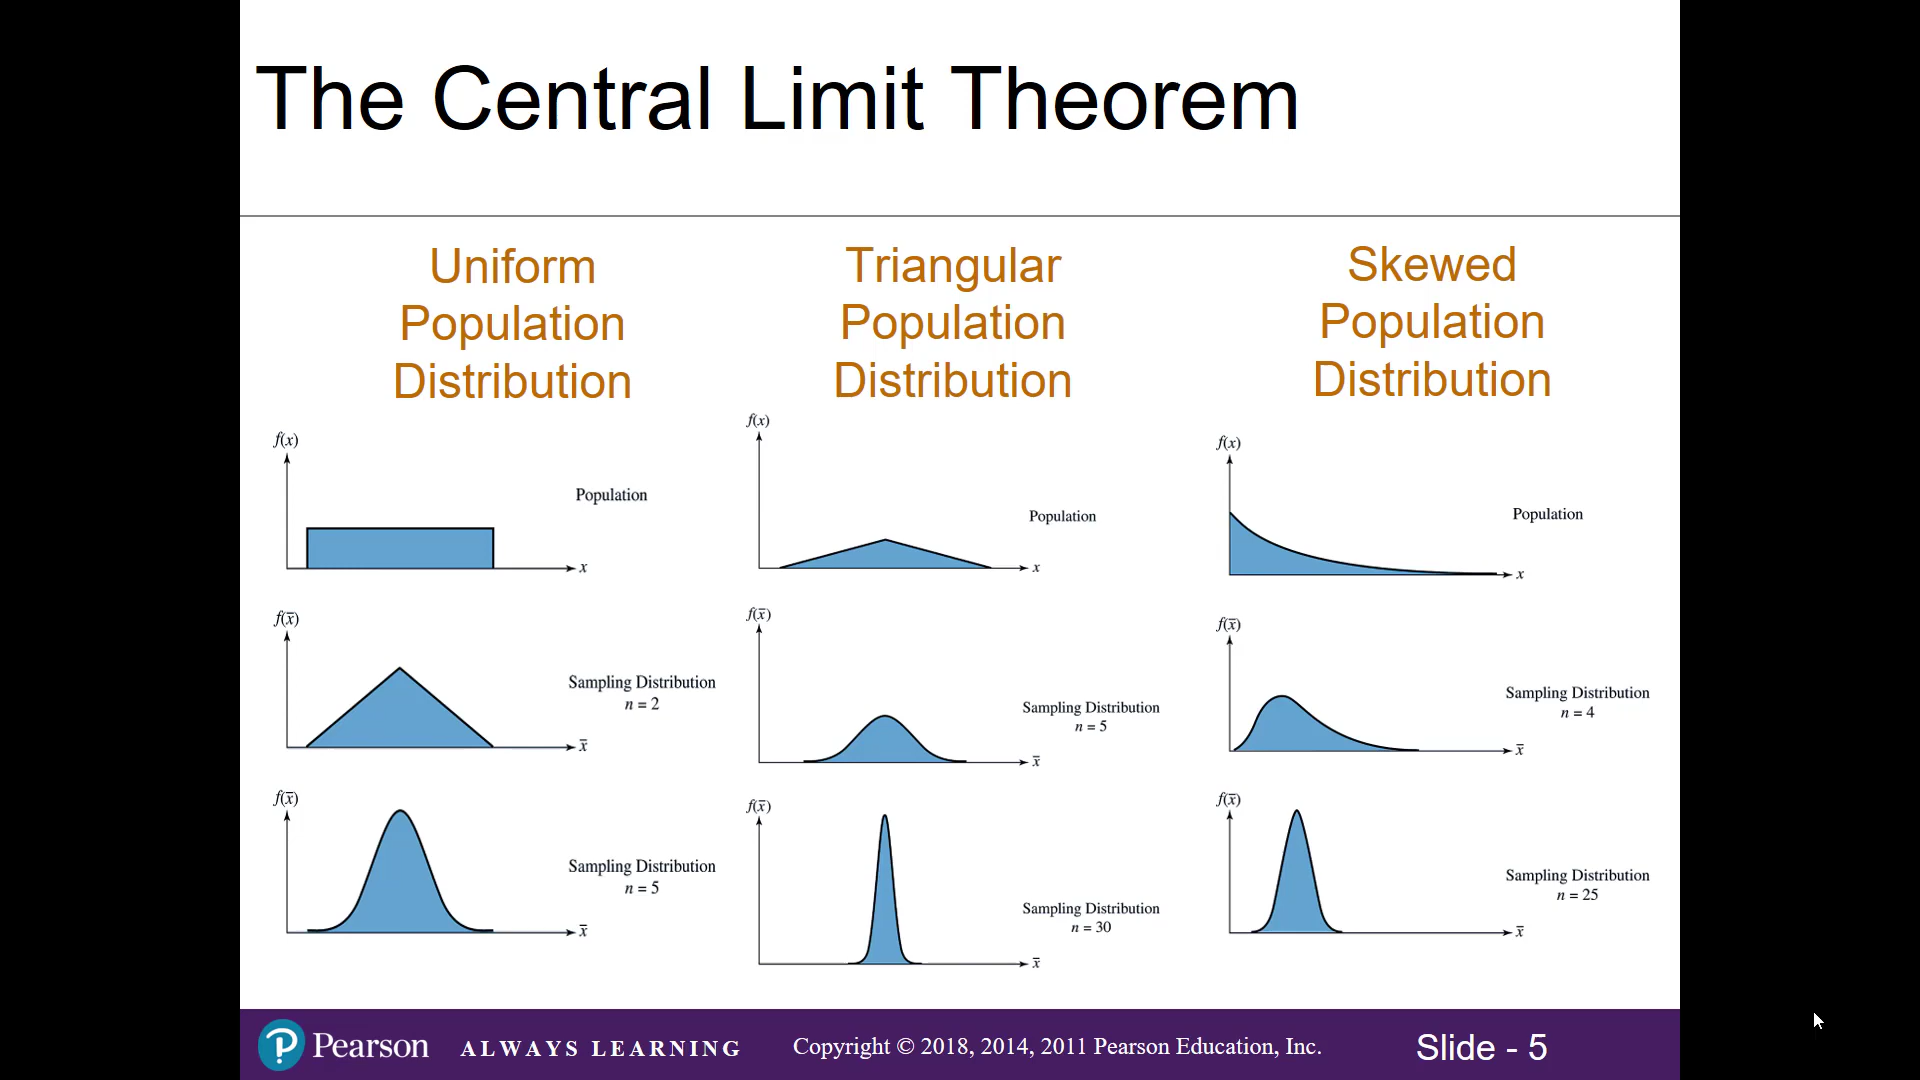 The Central Limit Theorem
Uniform
Population
Distribution
f(x)
Population
x
f(x̅)
Sampling Distribution
n = 2
x̅
f(x̅)
Sampling Distribution
n = 5
x̅
Triangular
Population
Distribution
f(x)
Population
x
f(x̅)
Sampling Distribution
n = 5
x̅
f(x̅)
Sampling Distribution
n = 30
x̅
Skewed
Population
Distribution
f(x)
Population
x
f(x̅)
Sampling Distribution
n = 4
x̅
f(x̅)
Sampling Distribution
n = 25
x̅
P Pearson ALWAYS LEARNING Copyright © 2018, 2014, 2011 Pearson Education, Inc. Slide - 5